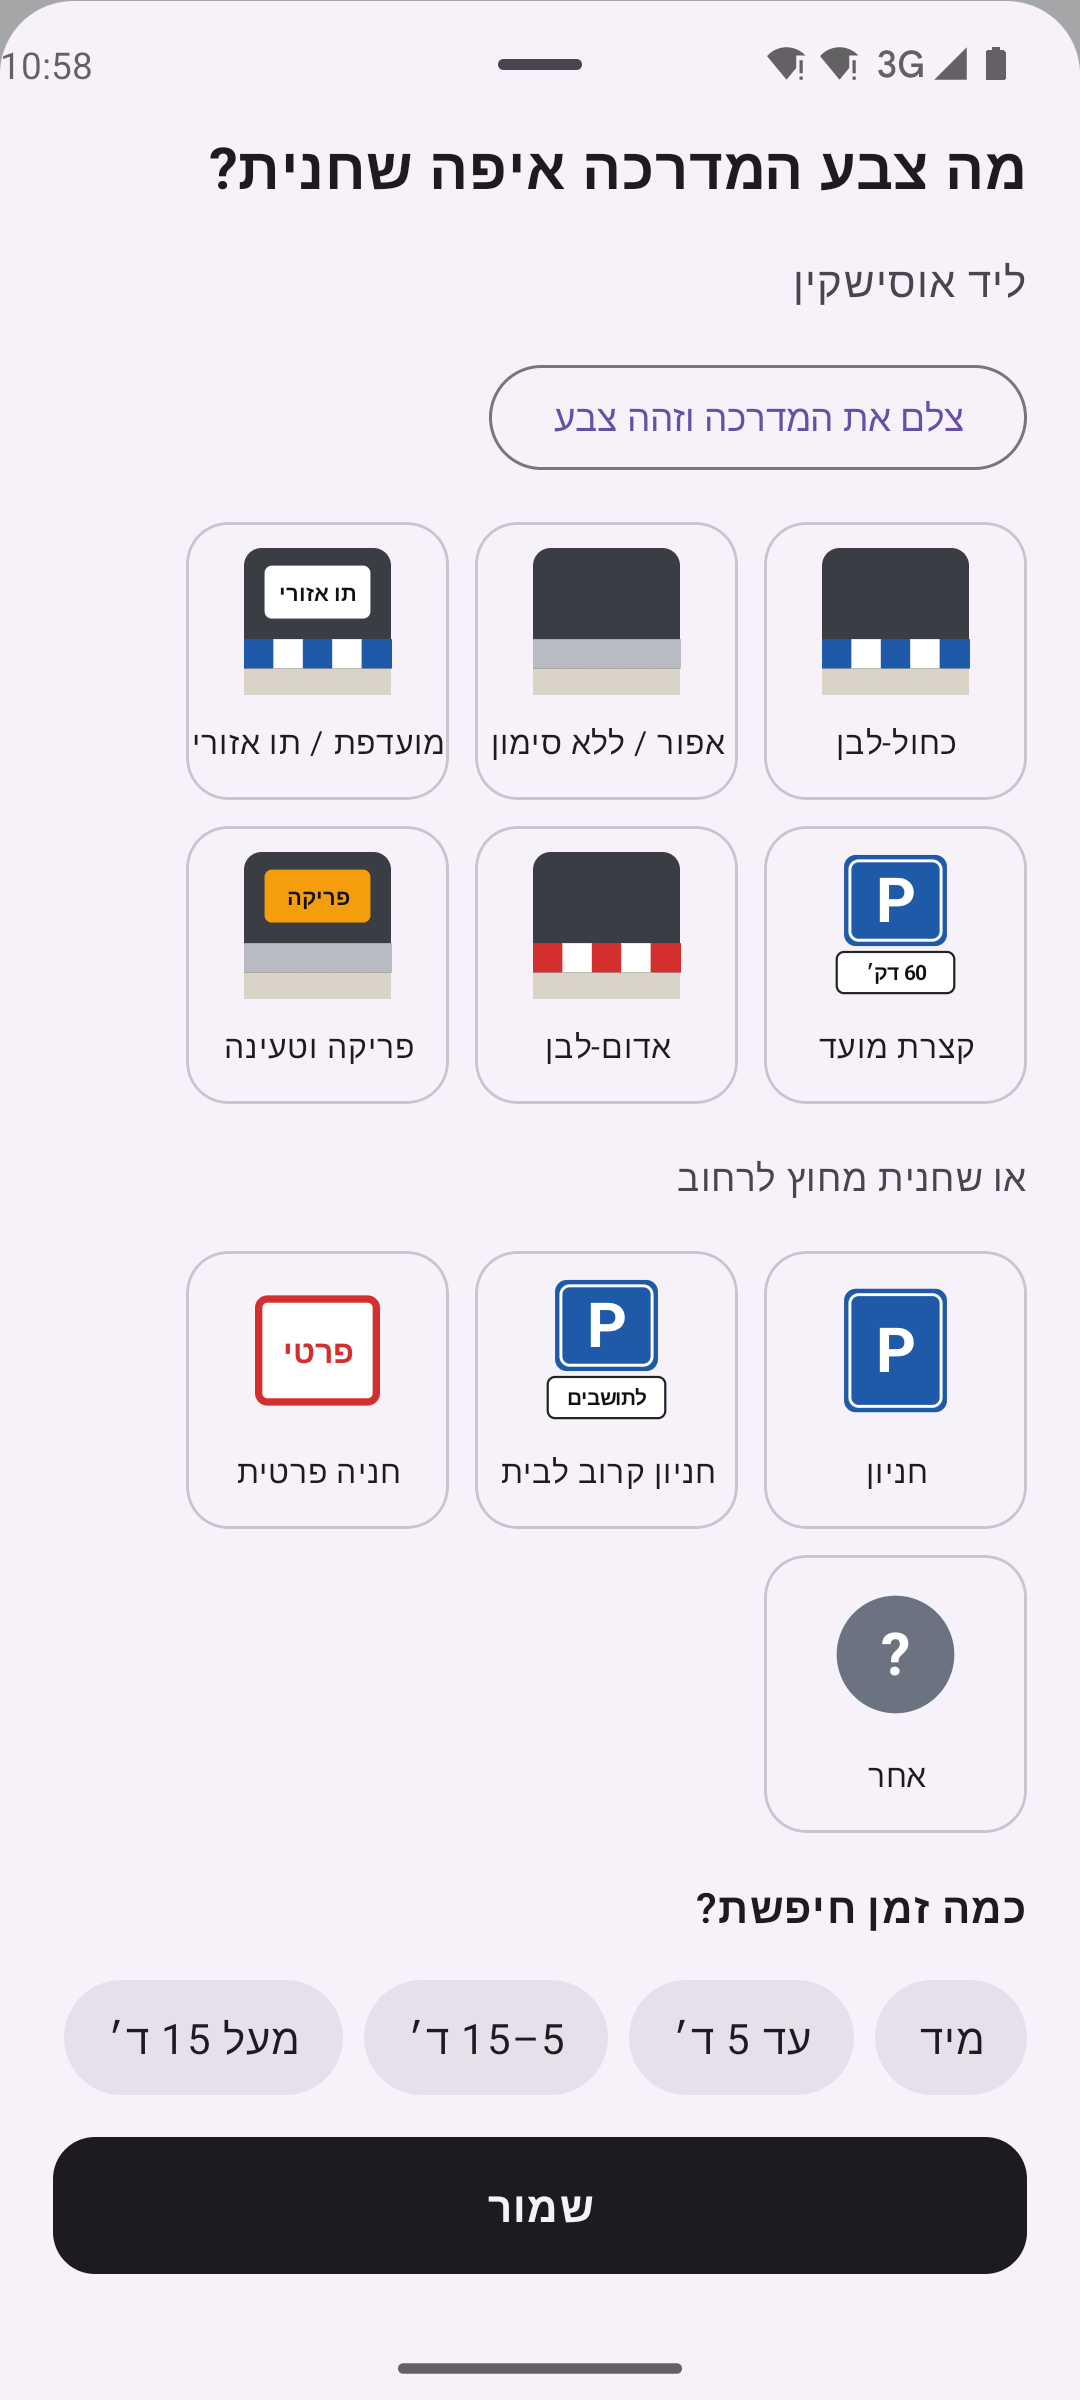 10:58 3G
מה צבע המדרכה איפה שחנית?
ליד אוסישקין
צלם את המדרכה וזהה צבע
תו אזורי
כחול-לבן
אפור / ללא סימון
מועדפת / תו אזורי
P
60 דק׳
פריקה
קצרת מועד
אדום-לבן
פריקה וטעינה
או שחנית מחוץ לרחוב
P
P
לתושבים
פרטי
חניון
חניון קרוב לבית
חניה פרטית
?
אחר
כמה זמן חיפשת?
מיד
עד 5 ד׳
5–15 ד׳
מעל 15 ד׳
שמור